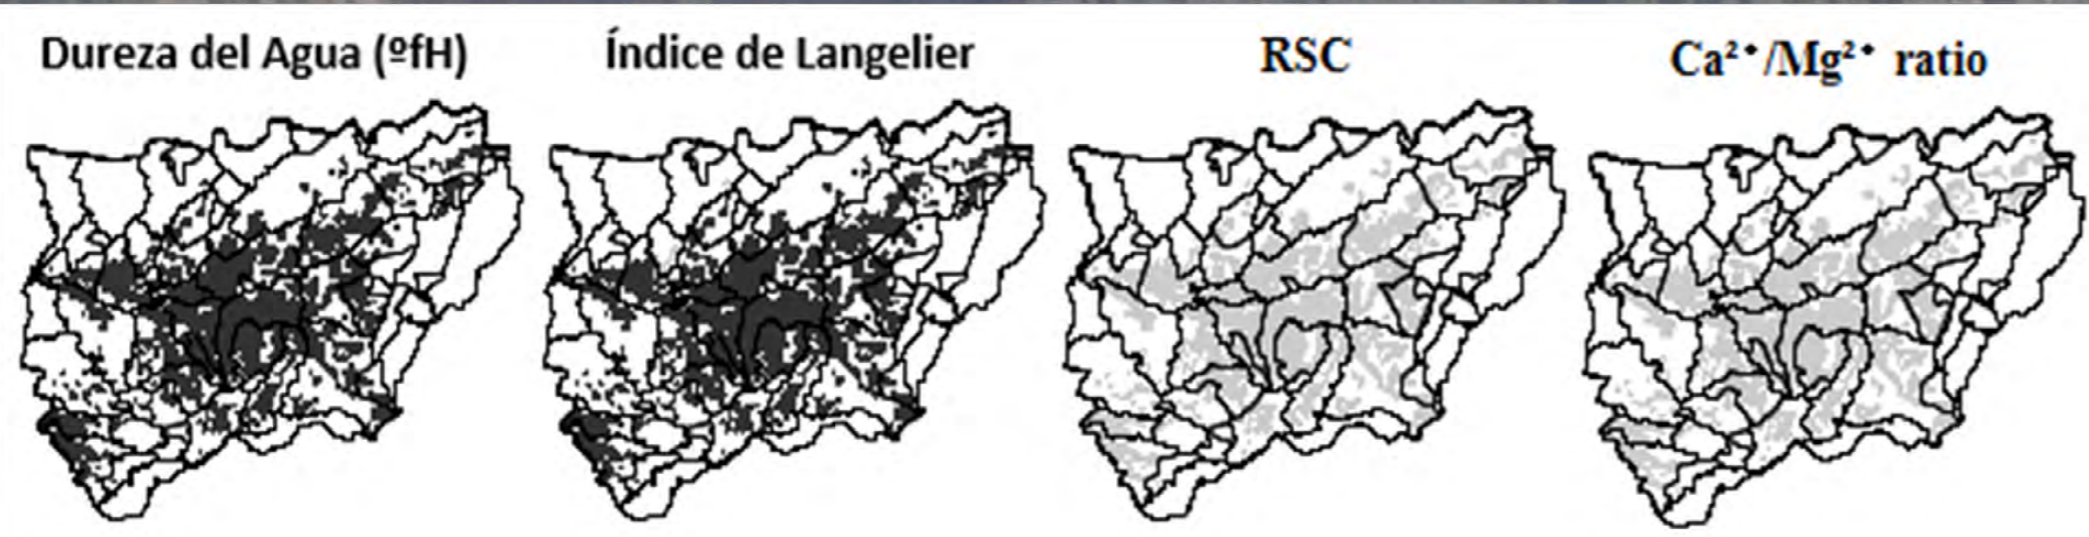 Dureza del Agua (ºfH)
Índice de Langelier
RSC
Ca²⁺/Mg²⁺ ratio